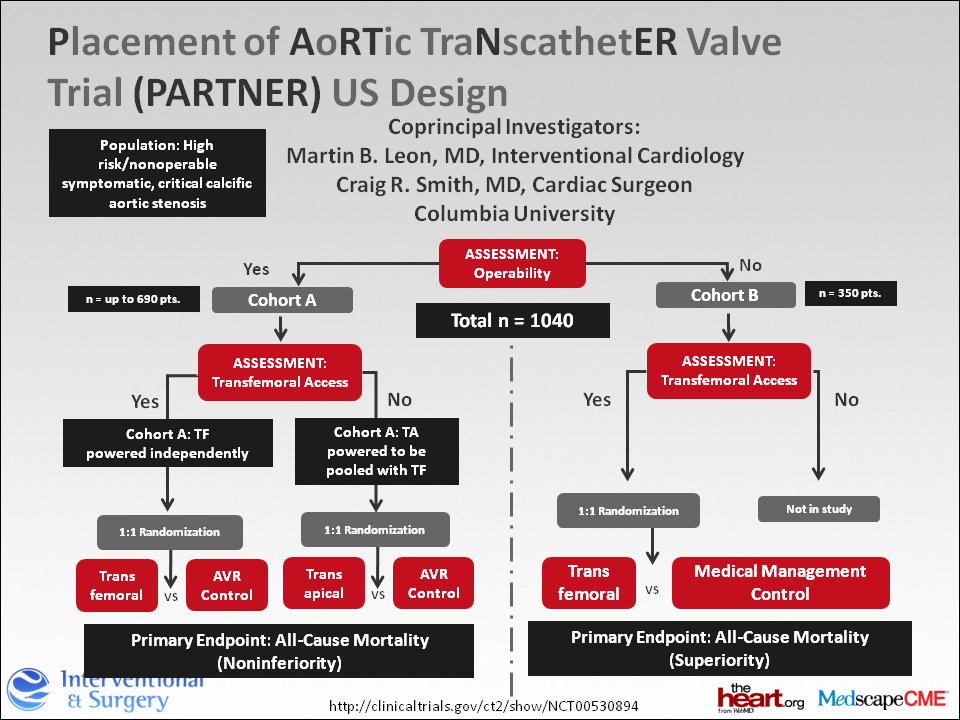 Placement of AoRTic TraNscathetER Valve
Trial (PARTNER) US Design
Population: High
risk/nonoperable
symptomatic, critical calcific
aortic stenosis
Coprincipal Investigators:
Martin B. Leon, MD, Interventional Cardiology
Craig R. Smith, MD, Cardiac Surgeon
Columbia University
ASSESSMENT:
Operability
Yes
No
n = up to 690 pts.
Cohort A
Total n = 1040
Cohort B
n = 350 pts.
ASSESSMENT:
Transfemoral Access
ASSESSMENT:
Transfemoral Access
Yes
No
Yes
No
Cohort A: TF
powered independently
Cohort A: TA
powered to be
pooled with TF
1:1 Randomization
1:1 Randomization
1:1 Randomization
Not in study
Trans
femoral
vs
AVR
Control
Trans
apical
vs
AVR
Control
Trans
femoral
vs
Medical Management
Control
Primary Endpoint: All-Cause Mortality
(Noninferiority)
Primary Endpoint: All-Cause Mortality
(Superiority)
Interventional
& Surgery
http://clinicaltrials.gov/ct2/show/NCT00530894
theheart.org
from WebMD
MedscapeCME